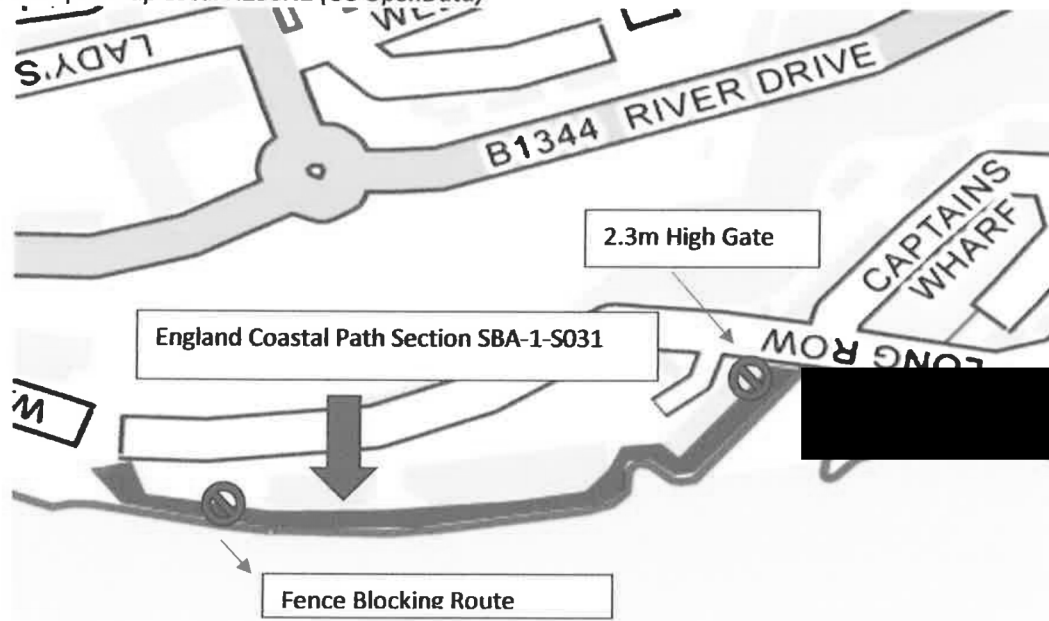 LADY'S
B1344 RIVER DRIVE
2.3m High Gate
CAPTAINS
WHARF
England Coastal Path Section SBA-1-S031
LONG ROW
W
Fence Blocking Route